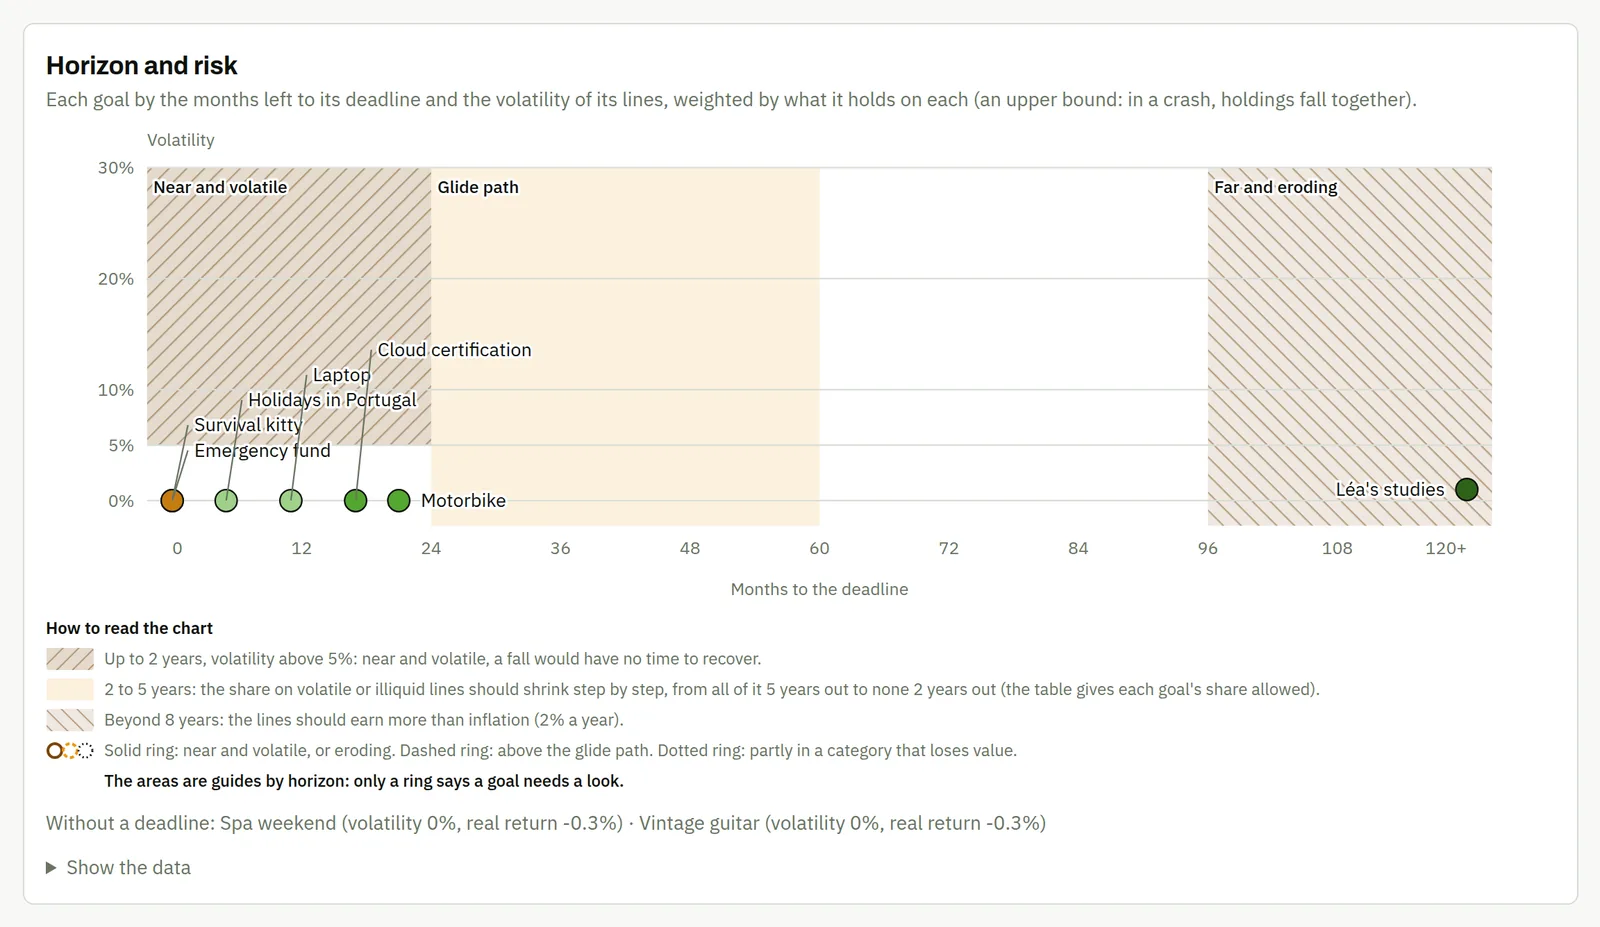 Horizon and risk
Each goal by the months left to its deadline and the volatility of its lines, weighted by what it holds on each (an upper bound: in a crash, holdings fall together).
Volatility
30%
Near and volatile
Glide path
Far and eroding
20%
Cloud certification
Laptop
10%
Holidays in Portugal
Survival kitty
5%
Emergency fund
Léa's studies
0%
Motorbike
0 12 24 36 48 60 72 84 96 108 120+
Months to the deadline
How to read the chart
Up to 2 years, volatility above 5%: near and volatile, a fall would have no time to recover.
2 to 5 years: the share on volatile or illiquid lines should shrink step by step, from all of it 5 years out to none 2 years out (the table gives each goal's share allowed).
Beyond 8 years: the lines should earn more than inflation (2% a year).
Solid ring: near and volatile, or eroding. Dashed ring: above the glide path. Dotted ring: partly in a category that loses value.
The areas are guides by horizon: only a ring says a goal needs a look.
Without a deadline: Spa weekend (volatility 0%, real return -0.3%) · Vintage guitar (volatility 0%, real return -0.3%)
Show the data